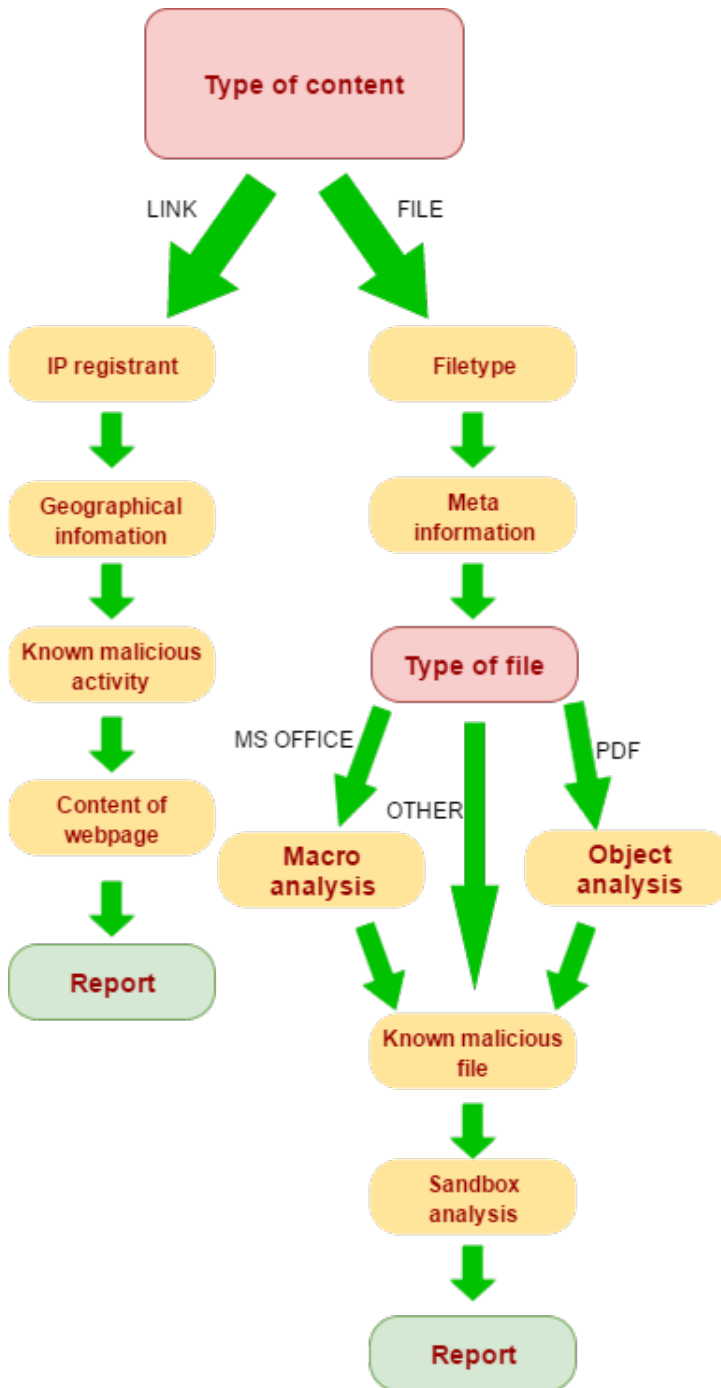 Type of content
LINK
FILE
IP registrant
Filetype
Geographical
infomation
Meta
information
Known malicious
activity
Type of file
MS OFFICE
OTHER
PDF
Content of
webpage
Macro
analysis
Object
analysis
Report
Known malicious
file
Sandbox
analysis
Report